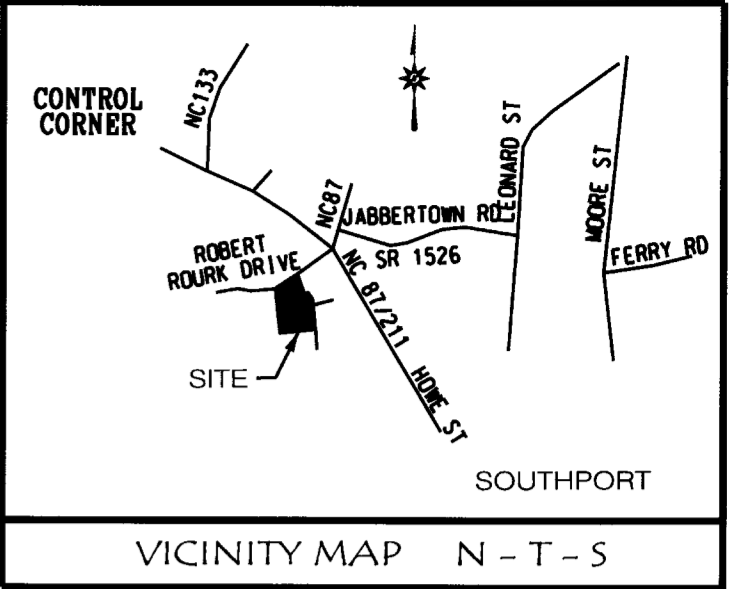 CONTROL
CORNER
NC133
NC87
JABBERTOWN RD
LEONARD ST
MOORE ST
FERRY RD
SR 1526
ROBERT
ROURK DRIVE
NC 87/211 HOWE ST
SITE
SOUTHPORT
VICINITY MAP N - T - S